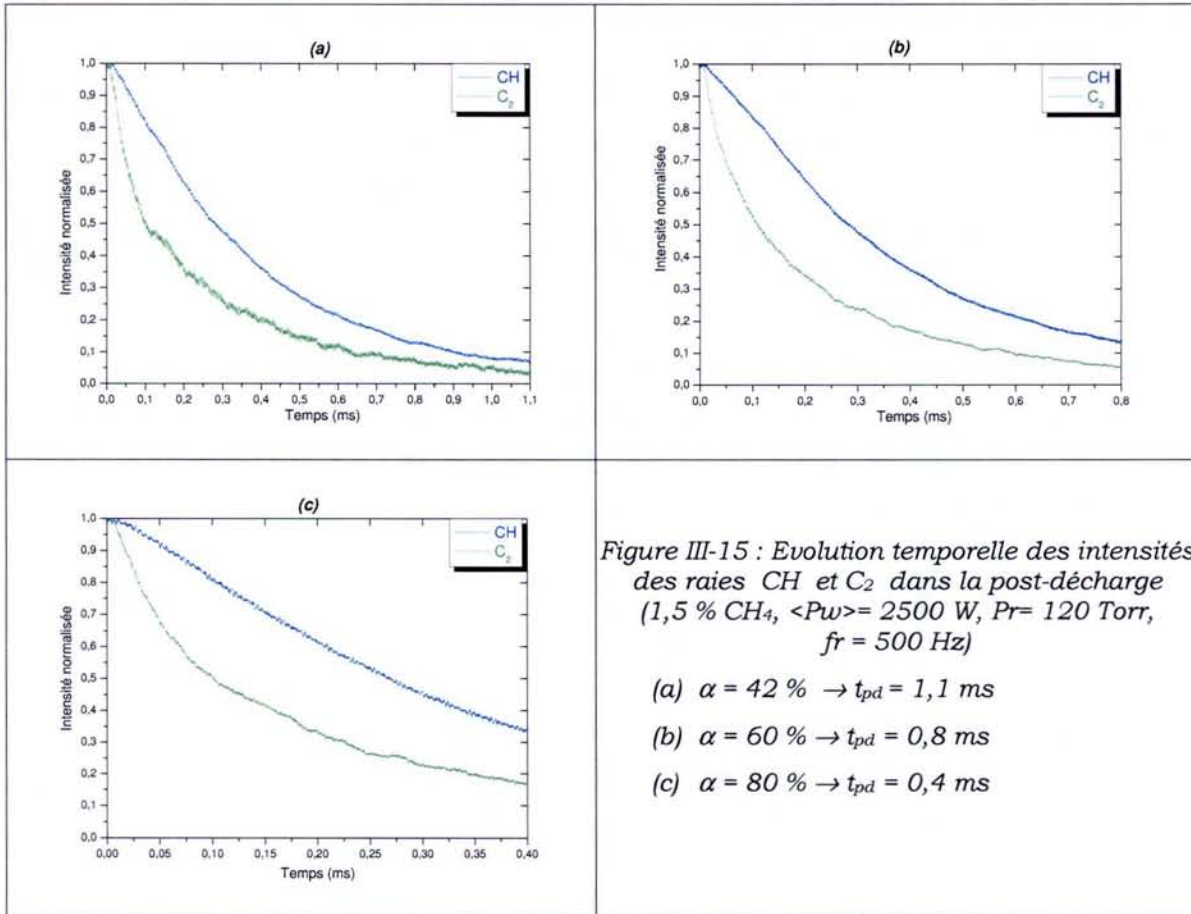 (a)
1,0
0,9
0,8
0,7
0,6
0,5
0,4
0,3
0,2
0,1
0,0
Intensité normalisée
CH
C₂
0,0 0,1 0,2 0,3 0,4 0,5 0,6 0,7 0,8 0,9 1,0 1,1
Temps (ms)
(b)
1,0
0,9
0,8
0,7
0,6
0,5
0,4
0,3
0,2
0,1
0,0
Intensité normalisée
CH
C₂
0,0 0,1 0,2 0,3 0,4 0,5 0,6 0,7 0,8
Temps (ms)
(c)
1,0
0,9
0,8
0,7
0,6
0,5
0,4
0,3
0,2
0,1
0,0
Intensité normalisée
CH
C₂
0,00 0,05 0,10 0,15 0,20 0,25 0,30 0,35 0,40
Temps (ms)
Figure III-15 : Evolution temporelle des intensités
des raies CH et C₂ dans la post-décharge
(1,5 % CH₄, <Pw>= 2500 W, Pr= 120 Torr,
fr = 500 Hz)
(a) α = 42 % → tpd = 1,1 ms
(b) α = 60 % → tpd = 0,8 ms
(c) α = 80 % → tpd = 0,4 ms